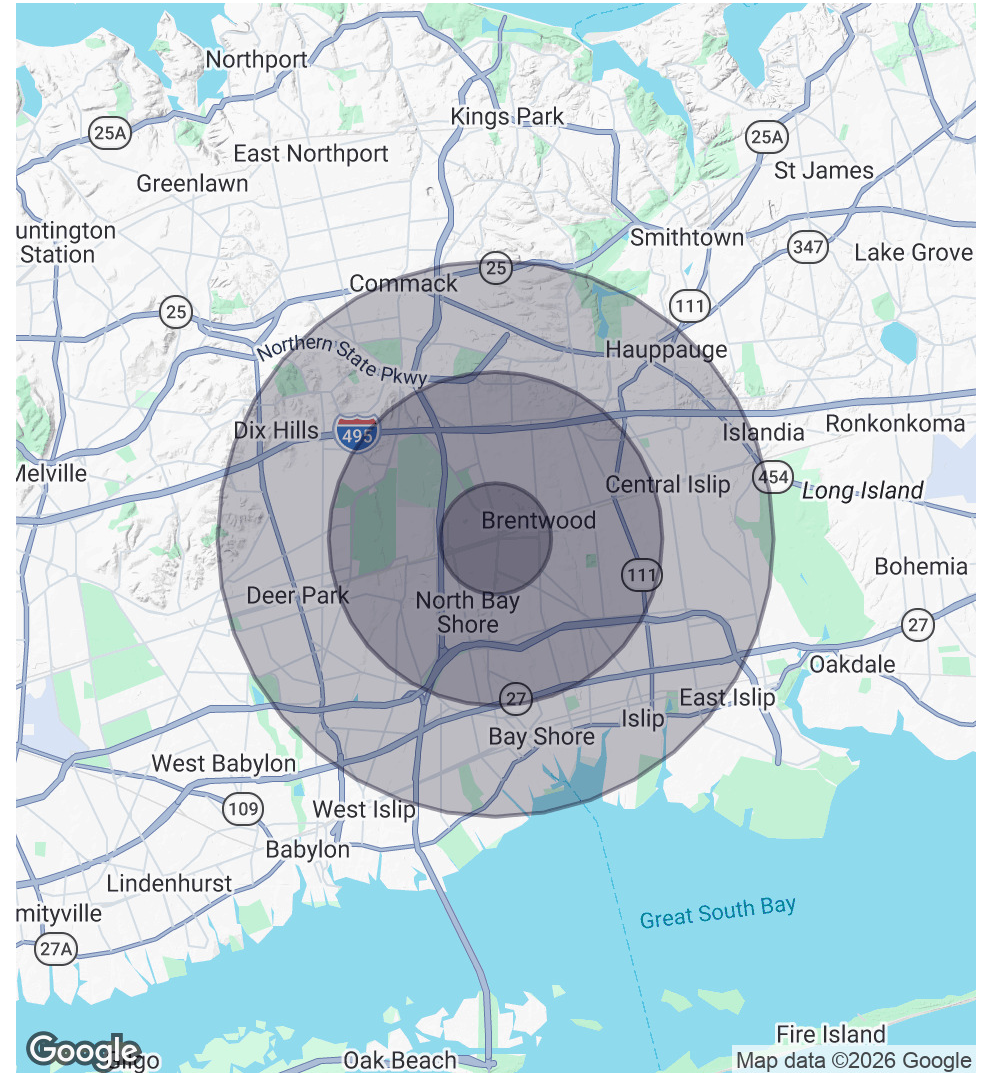 Northport
Kings Park
25A
25A
East Northport
St James
Greenlawn
untington
Station
Smithtown
347
Lake Grove
25
Commack
111
25
Northern State Pkwy
Hauppauge
Dix Hills
495
Islandia
Ronkonkoma
Melville
Central Islip
454
Long Island
Brentwood
Bohemia
111
Deer Park
North Bay
Shore
27
Oakdale
27
East Islip
Islip
Bay Shore
West Babylon
109
West Islip
Babylon
Lindenhurst
mityville
Great South Bay
27A
Fire Island
Google
Oak Beach
Map data ©2026 Google